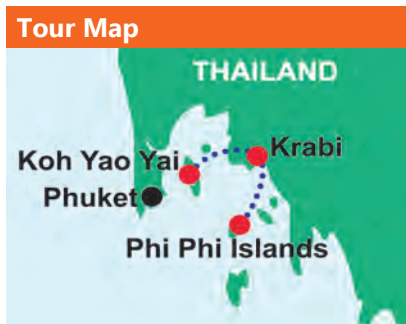 Tour Map
THAILAND
Krabi
Koh Yao Yai
Phuket
Phi Phi Islands